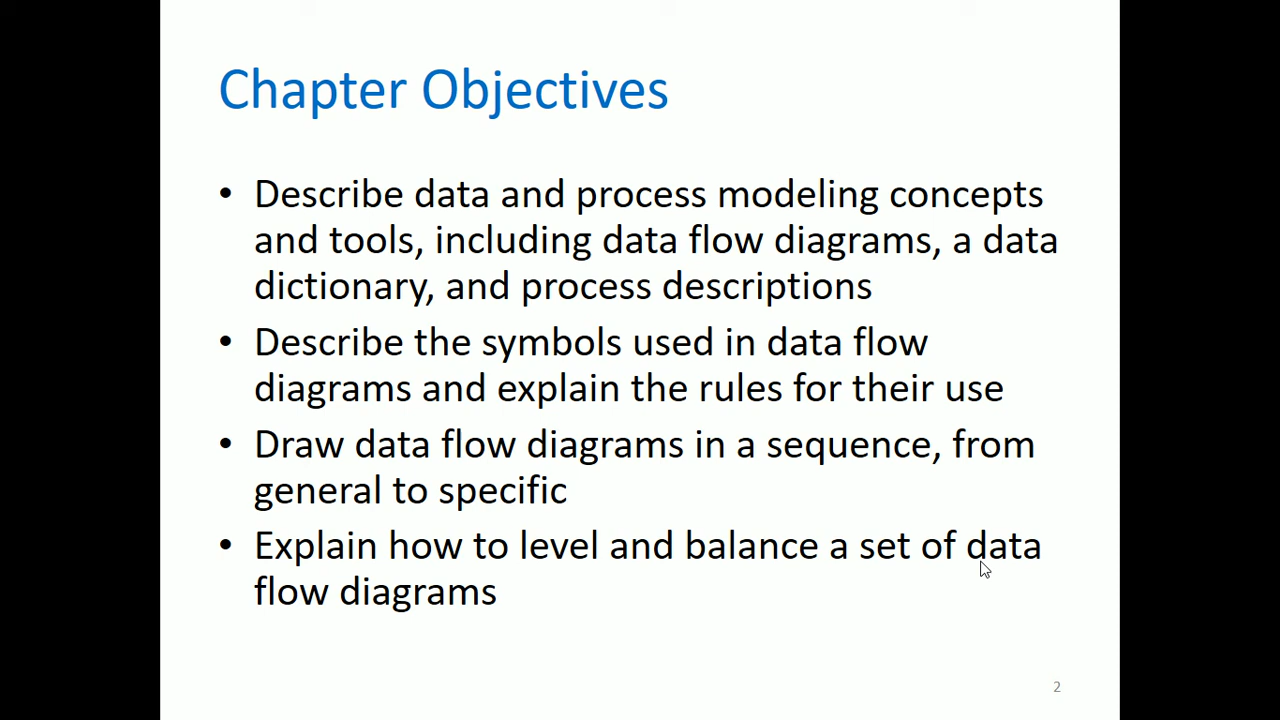 Chapter Objectives
• Describe data and process modeling concepts
and tools, including data flow diagrams, a data
dictionary, and process descriptions
• Describe the symbols used in data flow
diagrams and explain the rules for their use
• Draw data flow diagrams in a sequence, from
general to specific
• Explain how to level and balance a set of data
flow diagrams
2